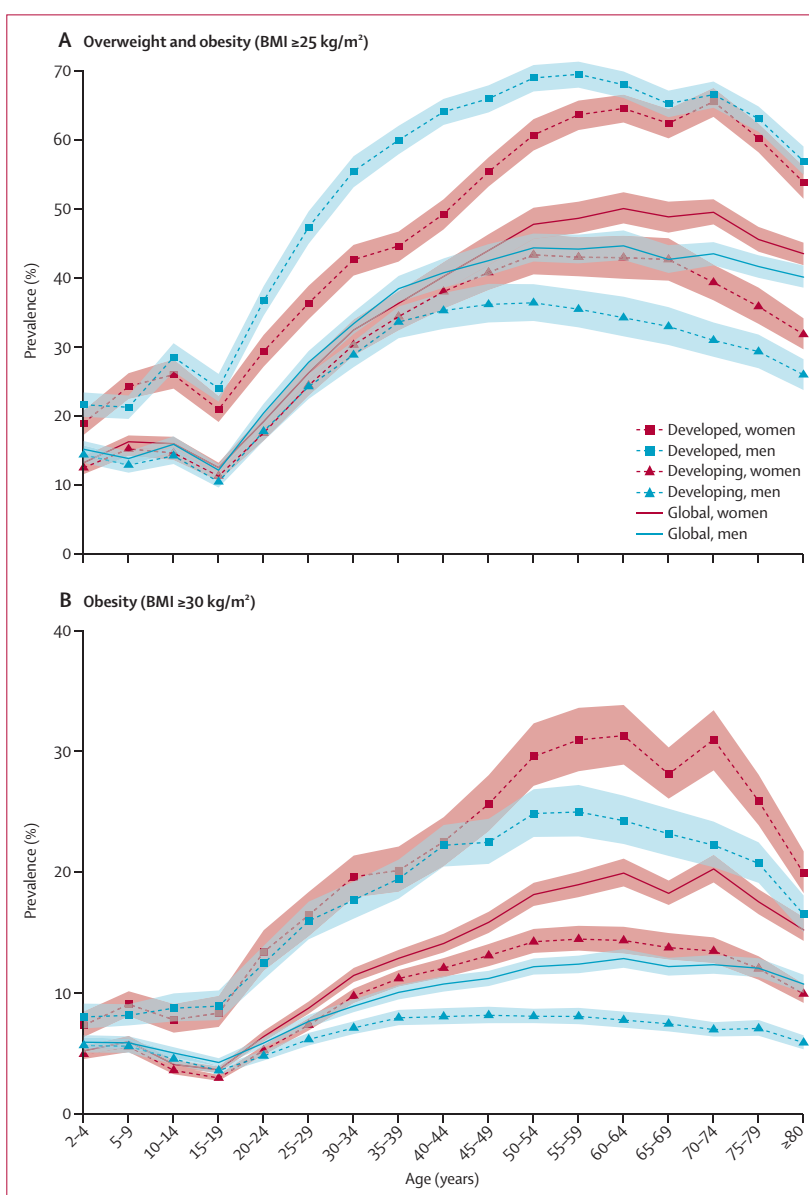 A Overweight and obesity (BMI ≥25 kg/m²)
70
60
50
40
30
20
10
0
Prevalence (%)
Developed, women
Developed, men
Developing, women
Developing, men
Global, women
Global, men
B Obesity (BMI ≥30 kg/m²)
40
30
20
10
0
Prevalence (%)
2–4
5–9
10–14
15–19
20–24
25–29
30–34
35–39
40–44
45–49
50–54
55–59
60–64
65–69
70–74
75–79
≥80
Age (years)